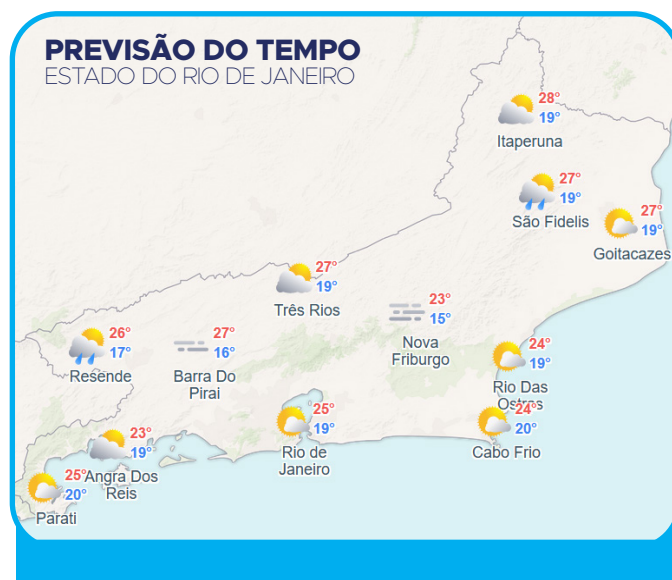 PREVISÃO DO TEMPO
ESTADO DO RIO DE JANEIRO
28°
19°
Itaperuna
27°
19°
São Fidelis
27°
19°
Goitacazes
27°
19°
Três Rios
23°
15°
Nova
Friburgo
26°
17°
Resende
27°
16°
Barra Do
Pirai
24°
19°
Rio Das
Ostras
25°
19°
Rio de
Janeiro
24°
20°
Cabo Frio
23°
19°
Angra Dos
Reis
25°
20°
Parati